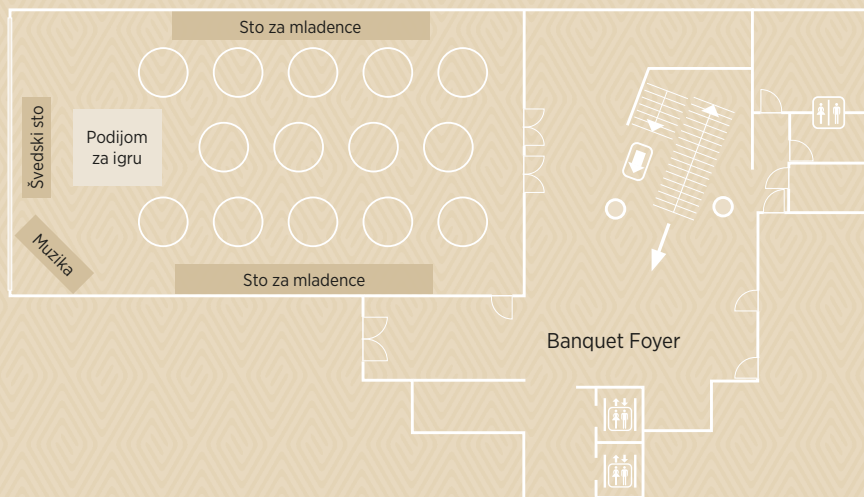 Sto za mladence
Švedski sto
Podijom
za igru
Muzika
Sto za mladence
Banquet Foyer